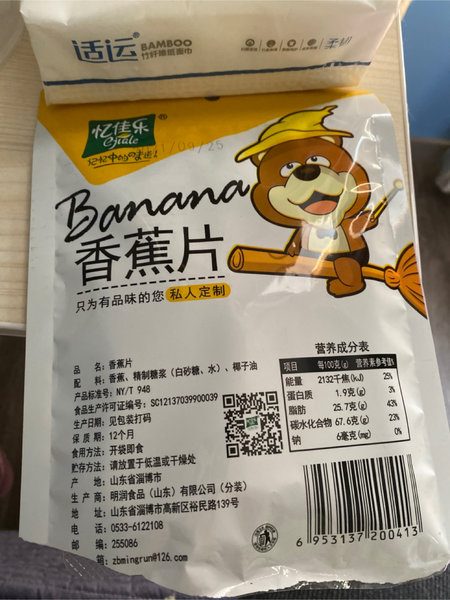 适运®
BAMBOO
竹纤维纸面巾
柔韧
忆佳乐®
Banana
香蕉片
只为有品味的您 私人定制
品 名：香蕉片
配 料：香蕉、精制糖浆（白砂糖、水）、椰子油
产品标准号：NY/T 948
食品生产许可证编号：SC12137039900039
生产日期：见包装打码
保 质 期：12个月
食用方法：开袋即食
贮存方法：请放置于低温或干燥处
产 地：山东省淄博市
生 产 商：明润食品（山东）有限公司（分装）
地 址：山东省淄博市高新区裕民路139号
电 话：0533-6122108
邮 编：255086
邮 箱：zbmingrun@126.com
营养成分表
项目 每100克(g) 营养素参考值%
能量 2132千焦(kJ) 25%
蛋白质 1.9克(g) 3%
脂肪 25.7克(g) 43%
碳水化合物 67.6克(g) 23%
钠 6毫克(mg) 0%
6 953137 200413